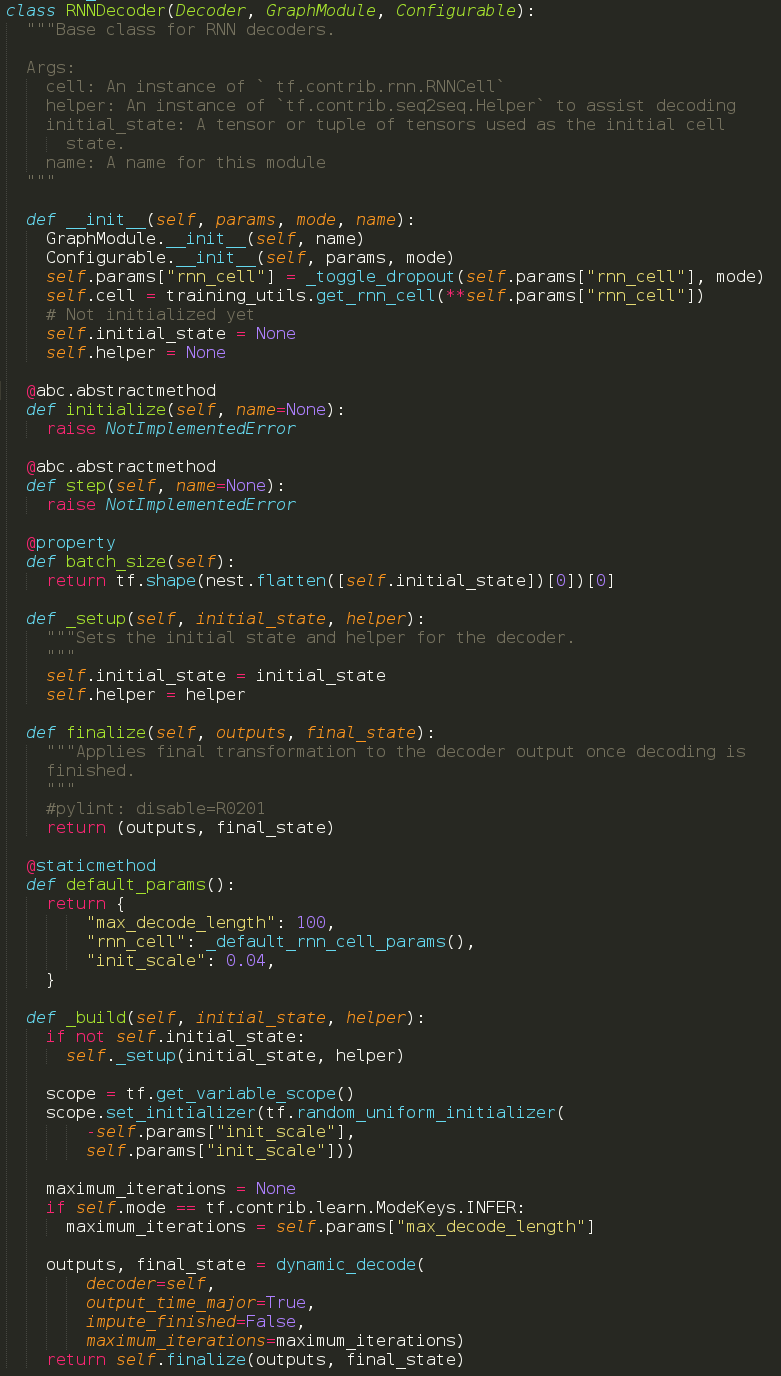 class RNNDecoder(Decoder, GraphModule, Configurable):
  """Base class for RNN decoders.

  Args:
    cell: An instance of ` tf.contrib.rnn.RNNCell`
    helper: An instance of `tf.contrib.seq2seq.Helper` to assist decoding
    initial_state: A tensor or tuple of tensors used as the initial cell
      state.
    name: A name for this module
  """

  def __init__(self, params, mode, name):
    GraphModule.__init__(self, name)
    Configurable.__init__(self, params, mode)
    self.params["rnn_cell"] = _toggle_dropout(self.params["rnn_cell"], mode)
    self.cell = training_utils.get_rnn_cell(**self.params["rnn_cell"])
    # Not initialized yet
    self.initial_state = None
    self.helper = None

  @abc.abstractmethod
  def initialize(self, name=None):
    raise NotImplementedError

  @abc.abstractmethod
  def step(self, name=None):
    raise NotImplementedError

  @property
  def batch_size(self):
    return tf.shape(nest.flatten([self.initial_state])[0])[0]

  def _setup(self, initial_state, helper):
    """Sets the initial state and helper for the decoder.
    """
    self.initial_state = initial_state
    self.helper = helper

  def finalize(self, outputs, final_state):
    """Applies final transformation to the decoder output once decoding is
    finished.
    """
    #pylint: disable=R0201
    return (outputs, final_state)

  @staticmethod
  def default_params():
    return {
        "max_decode_length": 100,
        "rnn_cell": _default_rnn_cell_params(),
        "init_scale": 0.04,
    }

  def _build(self, initial_state, helper):
    if not self.initial_state:
      self._setup(initial_state, helper)

    scope = tf.get_variable_scope()
    scope.set_initializer(tf.random_uniform_initializer(
        -self.params["init_scale"],
        self.params["init_scale"]))

    maximum_iterations = None
    if self.mode == tf.contrib.learn.ModeKeys.INFER:
      maximum_iterations = self.params["max_decode_length"]

    outputs, final_state = dynamic_decode(
        decoder=self,
        output_time_major=True,
        impute_finished=False,
        maximum_iterations=maximum_iterations)
    return self.finalize(outputs, final_state)